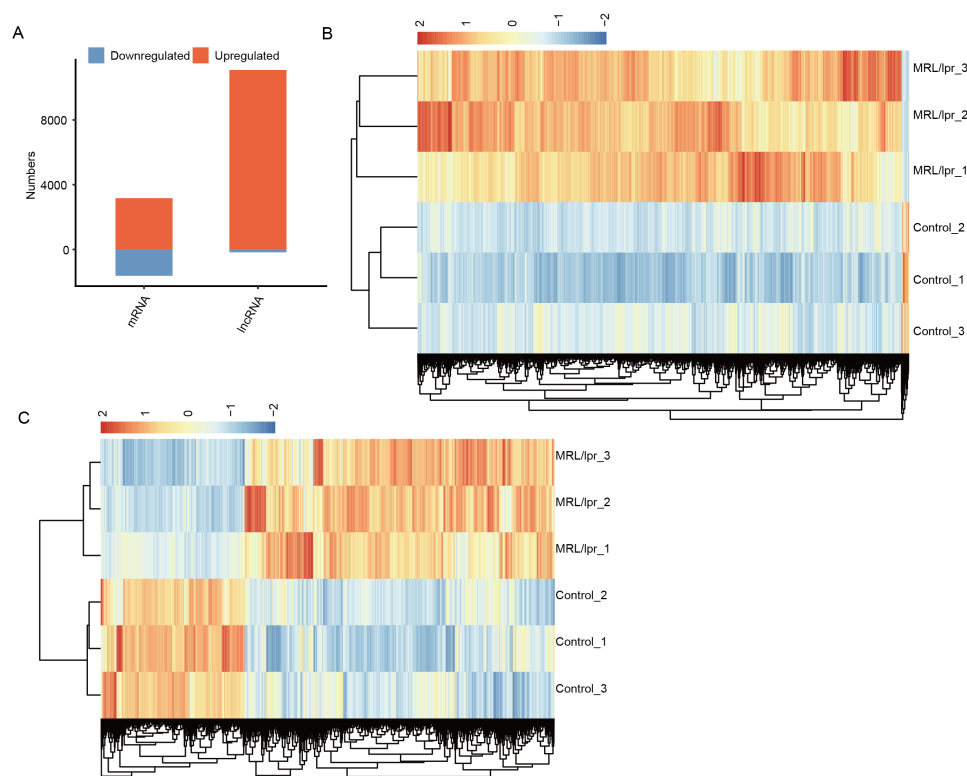 A
Downregulated Upregulated
Numbers
8000
4000
0
mRNA
lncRNA
B
2 1 0 -1 -2
MRL/lpr_3
MRL/lpr_2
MRL/lpr_1
Control_2
Control_1
Control_3
C
2 1 0 -1 -2
MRL/lpr_3
MRL/lpr_2
MRL/lpr_1
Control_2
Control_1
Control_3